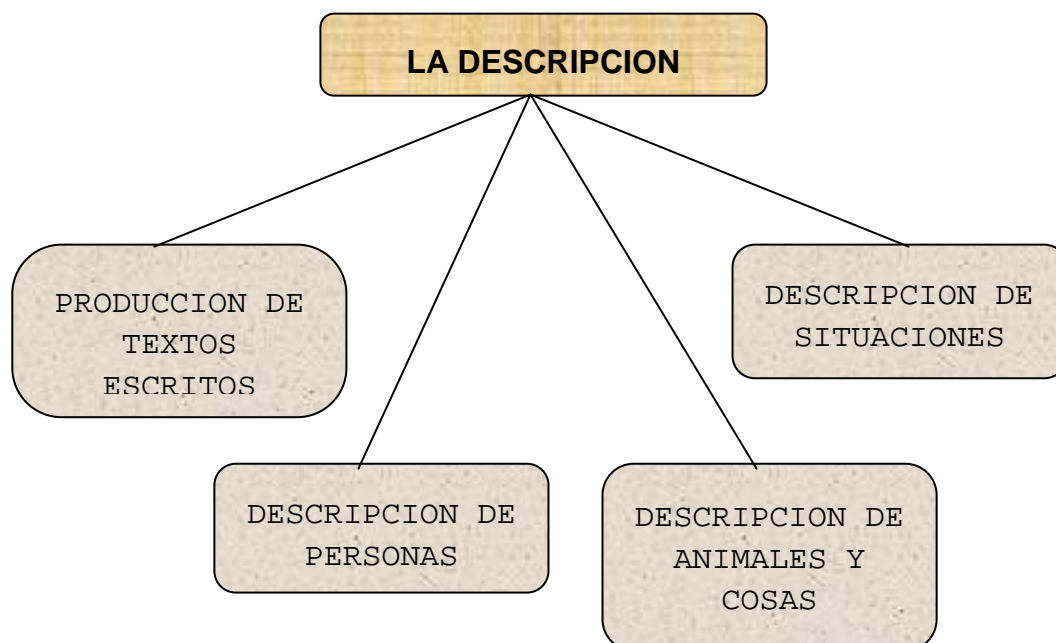 LA DESCRIPCION
PRODUCCION DE
TEXTOS
ESCRITOS
DESCRIPCION DE
SITUACIONES
DESCRIPCION DE
PERSONAS
DESCRIPCION DE
ANIMALES Y
COSAS